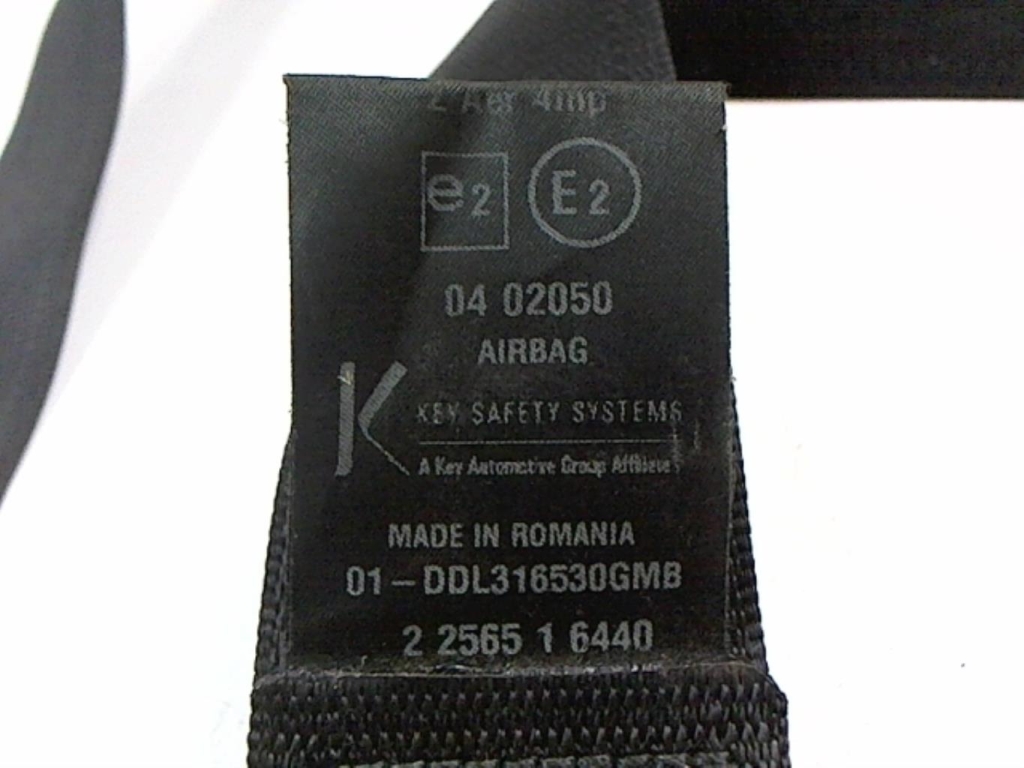 4mp
e2 E2
04 02050
AIRBAG
K KEY SAFETY SYSTEMS
A Key Automotive Group Affiliate
MADE IN ROMANIA
01-DDL316530GMB
2 2565 1 6440